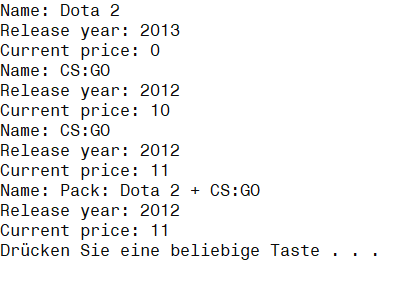 Name: Dota 2
Release year: 2013
Current price: 0
Name: CS:GO
Release year: 2012
Current price: 10
Name: CS:GO
Release year: 2012
Current price: 11
Name: Pack: Dota 2 + CS:GO
Release year: 2012
Current price: 11
Drücken Sie eine beliebige Taste . . .